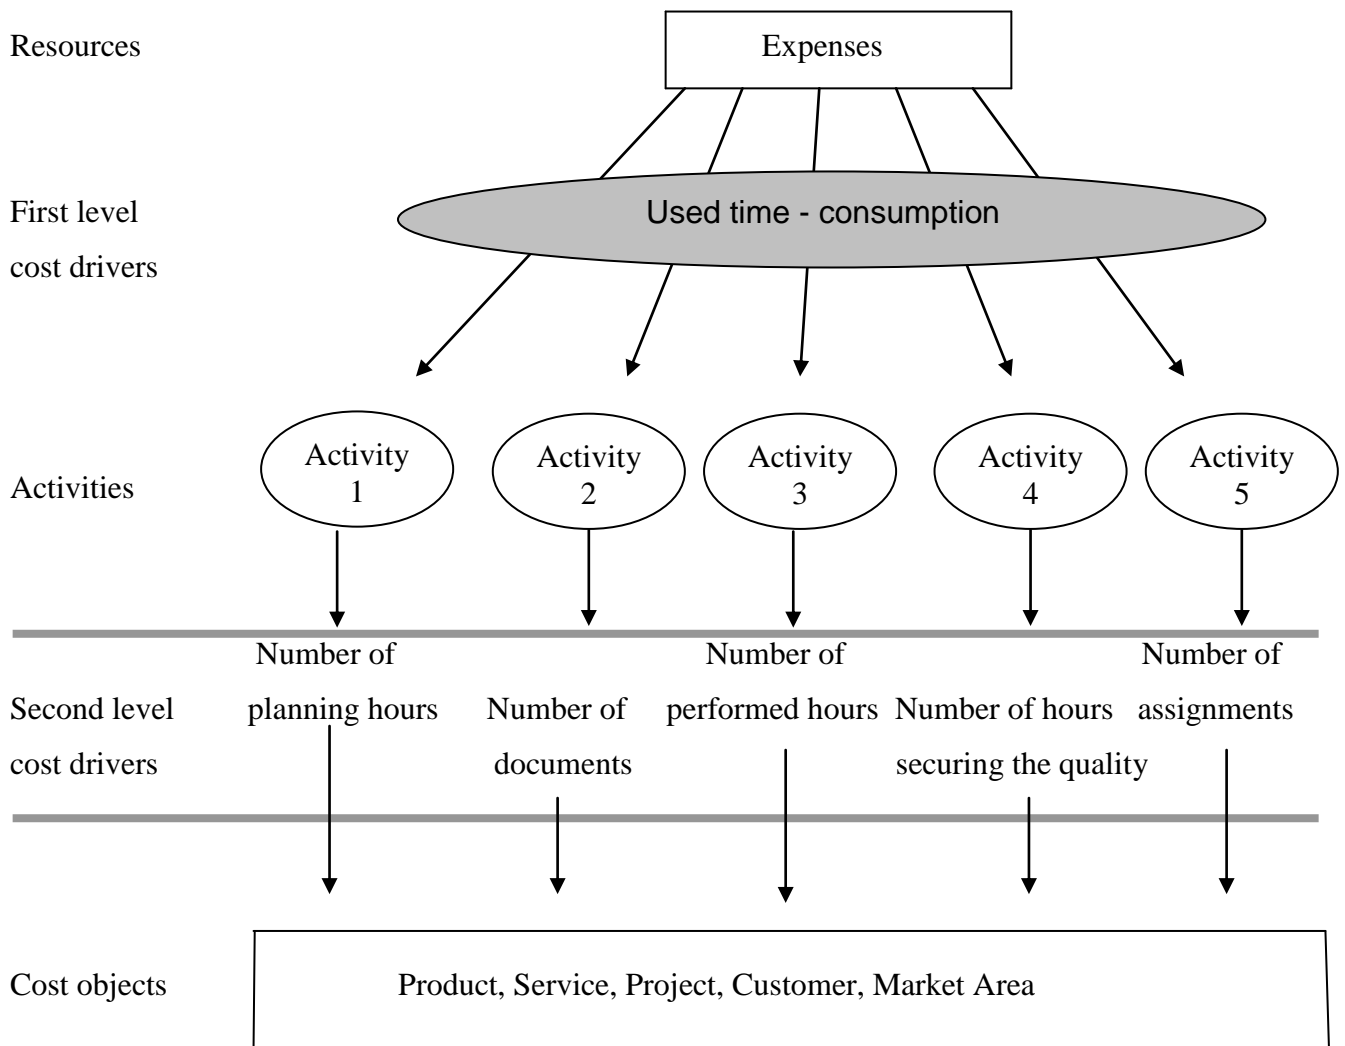 Resources
Expenses
First level
cost drivers
Used time - consumption
Activities
Activity
1
Activity
2
Activity
3
Activity
4
Activity
5
Second level
cost drivers
Number of
planning hours
Number of
documents
Number of
performed hours
Number of hours
securing the quality
Number of
assignments
Cost objects
Product, Service, Project, Customer, Market Area